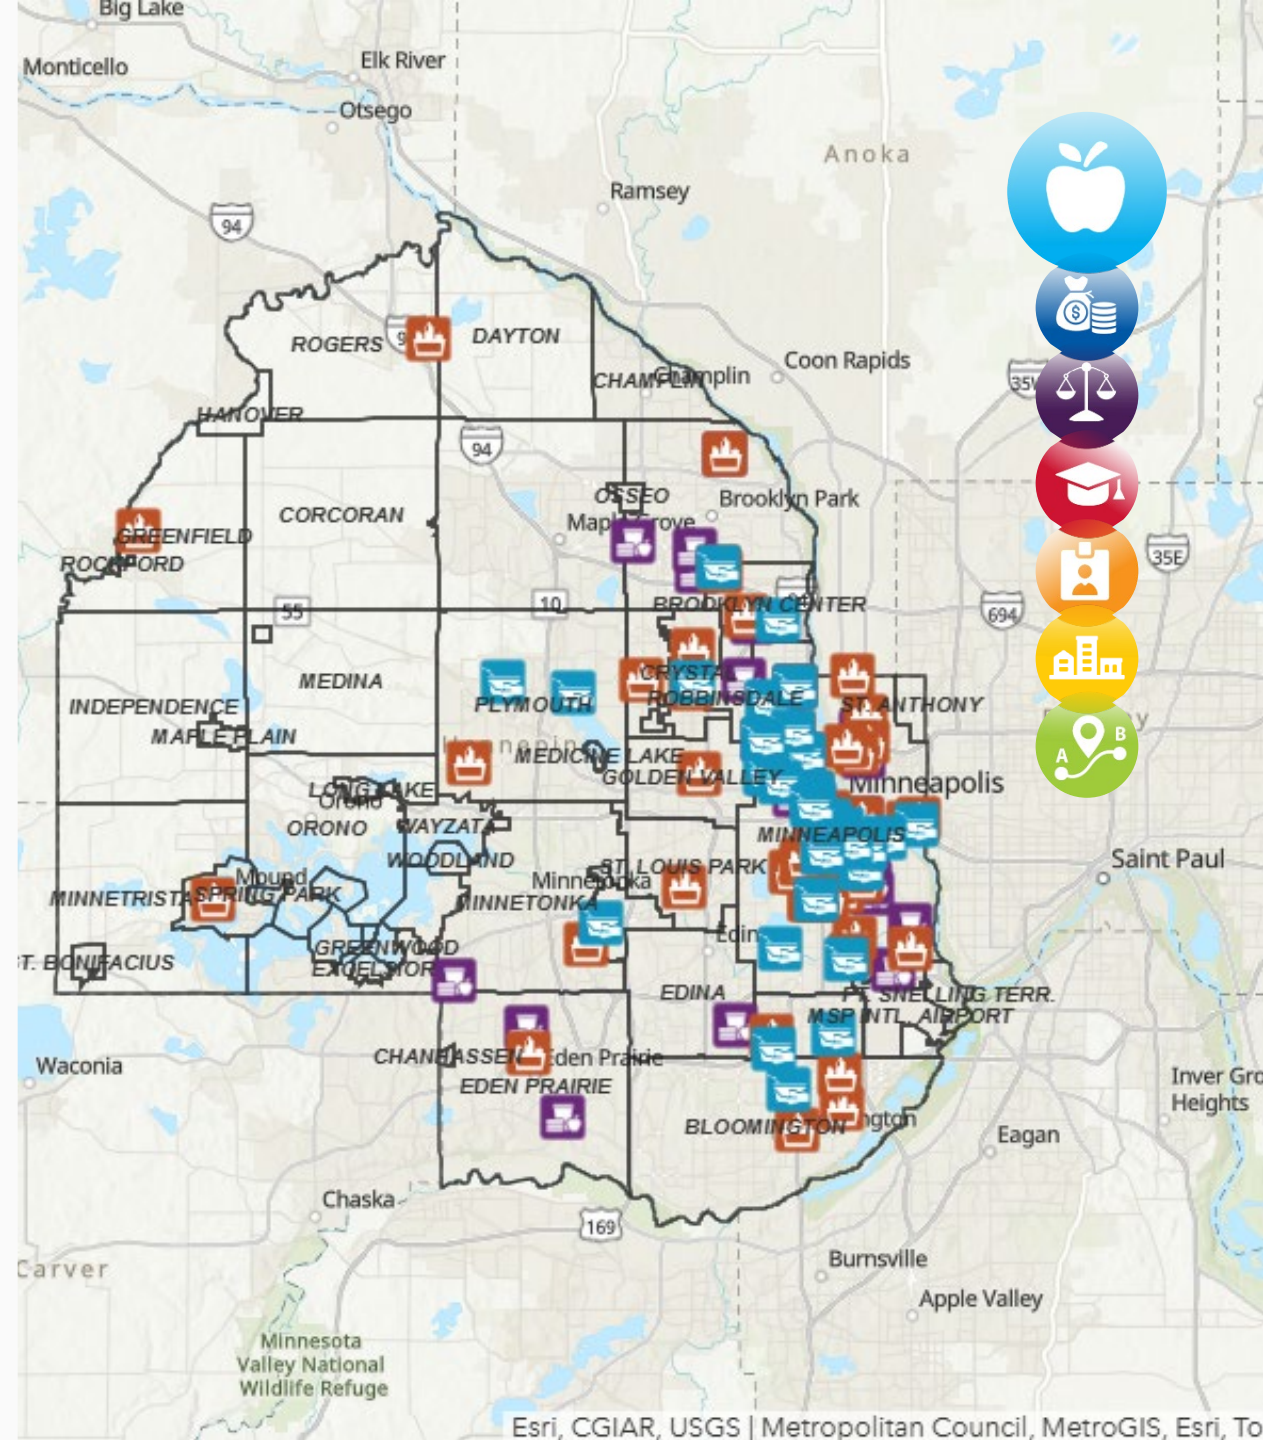 Big Lake
Monticello
Elk River
Otsego
Anoka
Ramsey
94
ROGERS
DAYTON
Coon Rapids
CHAMPLIN
Champlin
35W
HANOVER
94
OSSEO
Brooklyn Park
CORCORAN
Maple Grove
GREENFIELD
ROCKFORD
35E
55
10
BROOKLYN CENTER
694
MEDINA
CRYSTAL
ROBBINSDALE
INDEPENDENCE
PLYMOUTH
ST. ANTHONY
MAPLE PLAIN
Hennepin
MEDICINE LAKE
GOLDEN VALLEY
Minneapolis
A
B
LONG LAKE
Orono
ORONO
WAYZATA
MINNEAPOLIS
WOODLAND
ST. LOUIS PARK
Saint Paul
Mound
Minnetonka
MINNETRISTA
SPRING PARK
MINNETONKA
Edin
GREENWOOD
T. BONIFACIUS
EXCELSIOR
EDINA
FT. SNELLING TERR.
MSP INTL. AIRPORT
CHANHASSEN
Eden Prairie
Waconia
EDEN PRAIRIE
Inver Gro
Heights
BLOOMINGTON
ngton
Eagan
Chaska
169
Burnsville
Carver
Apple Valley
Minnesota
Valley National
Wildlife Refuge
Esri, CGIAR, USGS | Metropolitan Council, MetroGIS, Esri, To